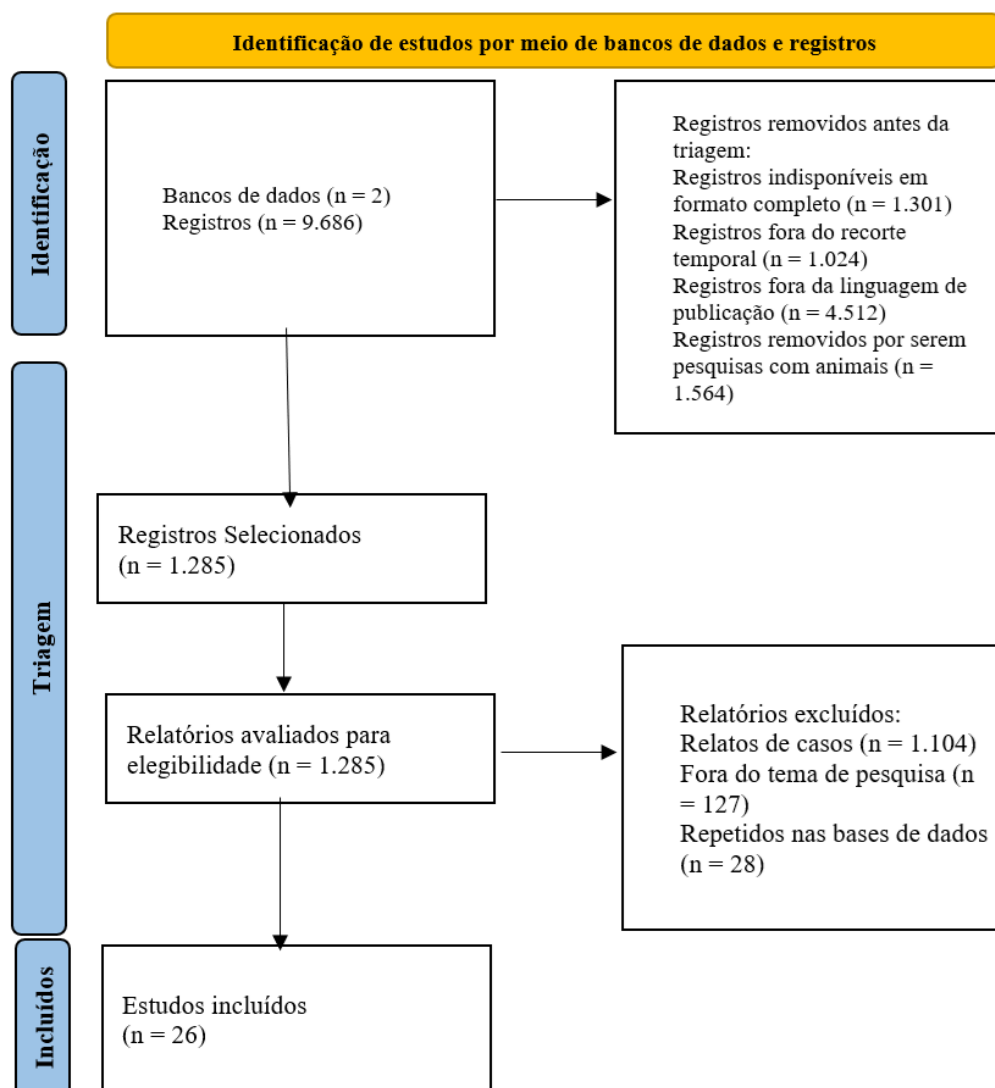 Identificação de estudos por meio de bancos de dados e registros
Identificação
Bancos de dados (n = 2)
Registros (n = 9.686)
Registros removidos antes da
triagem:
Registros indisponíveis em
formato completo (n = 1.301)
Registros fora do recorte
temporal (n = 1.024)
Registros fora da linguagem de
publicação (n = 4.512)
Registros removidos por serem
pesquisas com animais (n =
1.564)
Triagem
Registros Selecionados
(n = 1.285)
Relatórios avaliados para
elegibilidade (n = 1.285)
Relatórios excluídos:
Relatos de casos (n = 1.104)
Fora do tema de pesquisa (n
= 127)
Repetidos nas bases de dados
(n = 28)
Incluídos
Estudos incluídos
(n = 26)